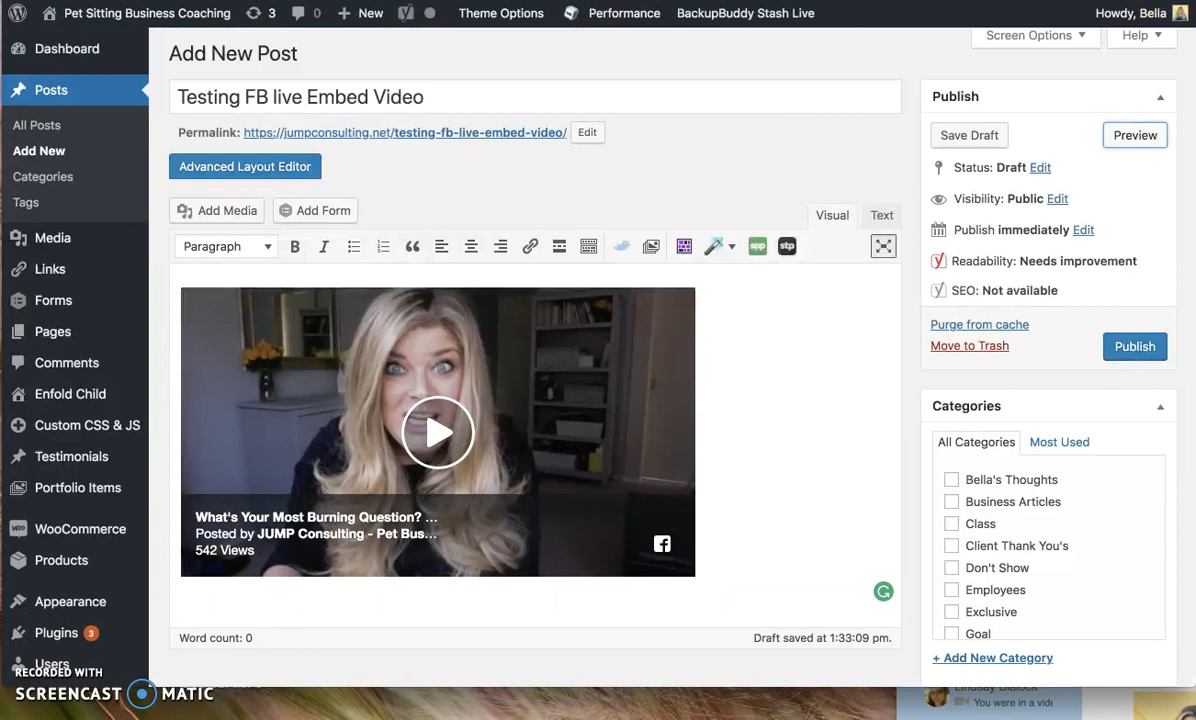 Pet Sitting Business Coaching 3 0 New Theme Options Performance BackupBuddy Stash Live Howdy, Bella
Dashboard
Posts
All Posts
Add New
Categories
Tags
Media
Links
Forms
Pages
Comments
Enfold Child
Custom CSS & JS
Testimonials
Portfolio Items
WooCommerce
Products
Appearance
Plugins 3
Users
Add New Post
Screen Options Help
Testing FB live Embed Video
Permalink: https://jumpconsulting.net/testing-fb-live-embed-video/ Edit
Advanced Layout Editor
Add Media Add Form
Visual Text
Paragraph B I spp stp
What's Your Most Burning Question? ...
Posted by JUMP Consulting - Pet Bus...
542 Views
Word count: 0 Draft saved at 1:33:09 pm.
Publish
Save Draft Preview
Status: Draft Edit
Visibility: Public Edit
Publish immediately Edit
Readability: Needs improvement
SEO: Not available
Purge from cache
Move to Trash Publish
Categories
All Categories Most Used
Bella's Thoughts
Business Articles
Class
Client Thank You's
Don't Show
Employees
Exclusive
Goal
+ Add New Category
RECORDED WITH
SCREENCAST MATIC
You were in a vide